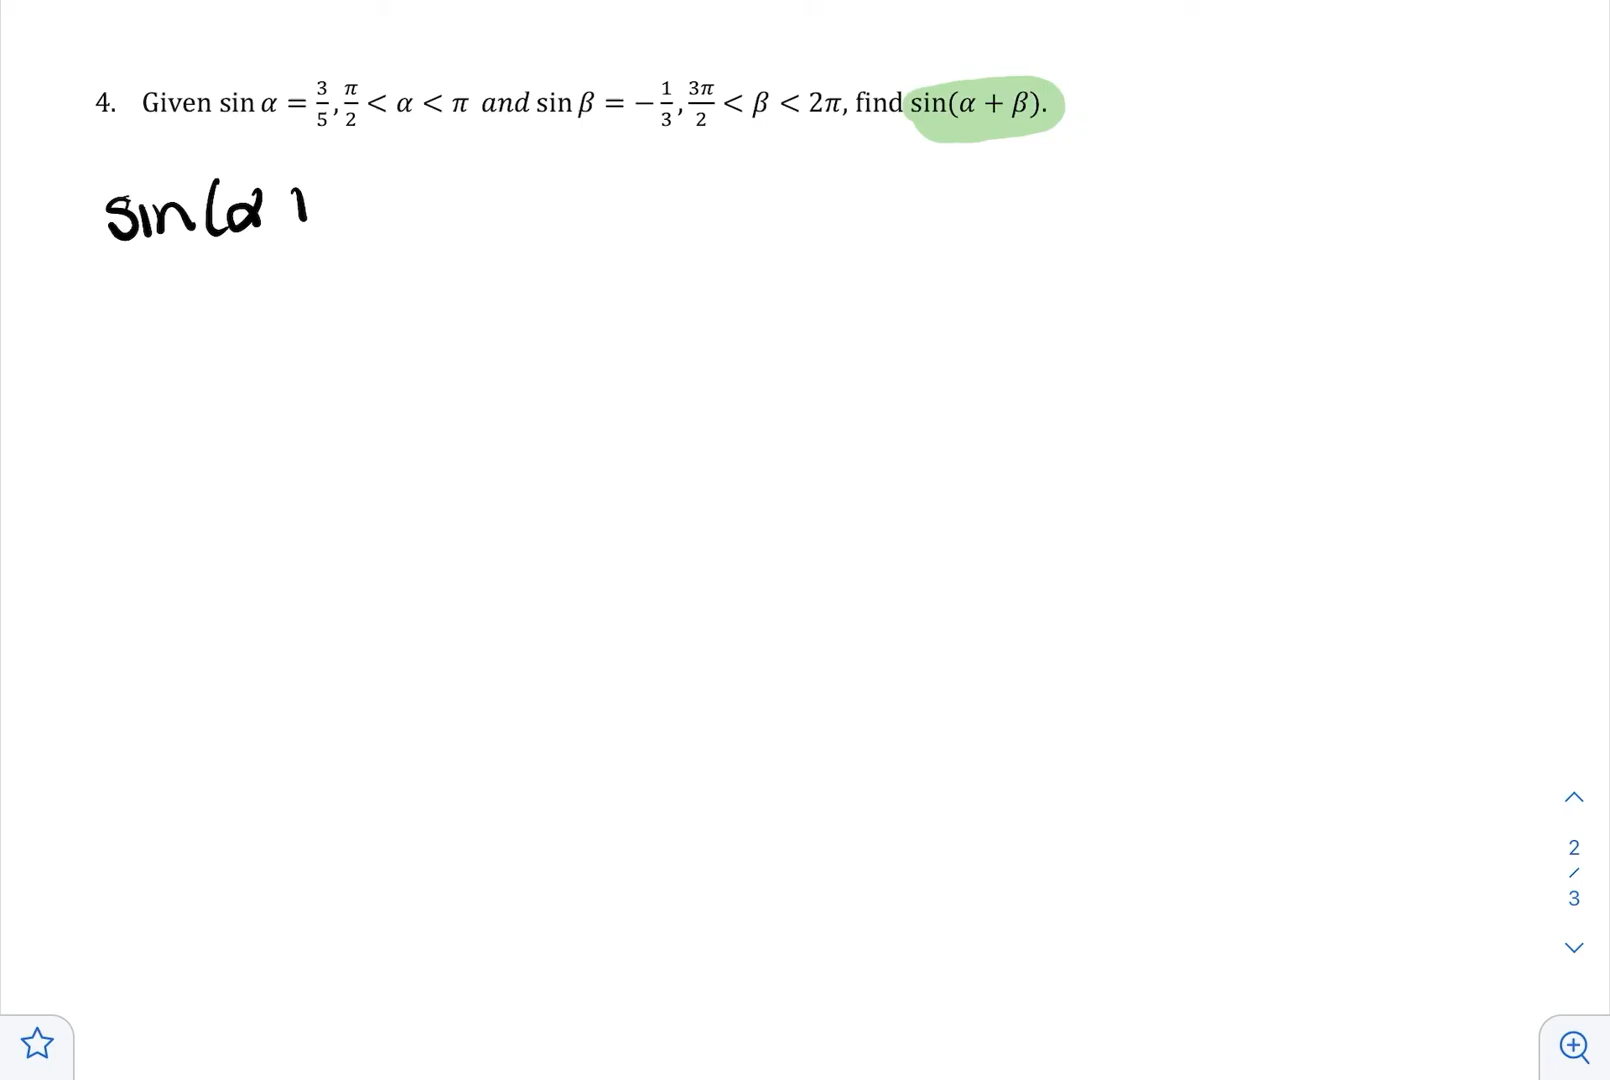 4. Given sin α = 3/5, π/2 < α < π and sin β = −1/3, 3π/2 < β < 2π, find sin(α + β).
sin(α
2
/
3